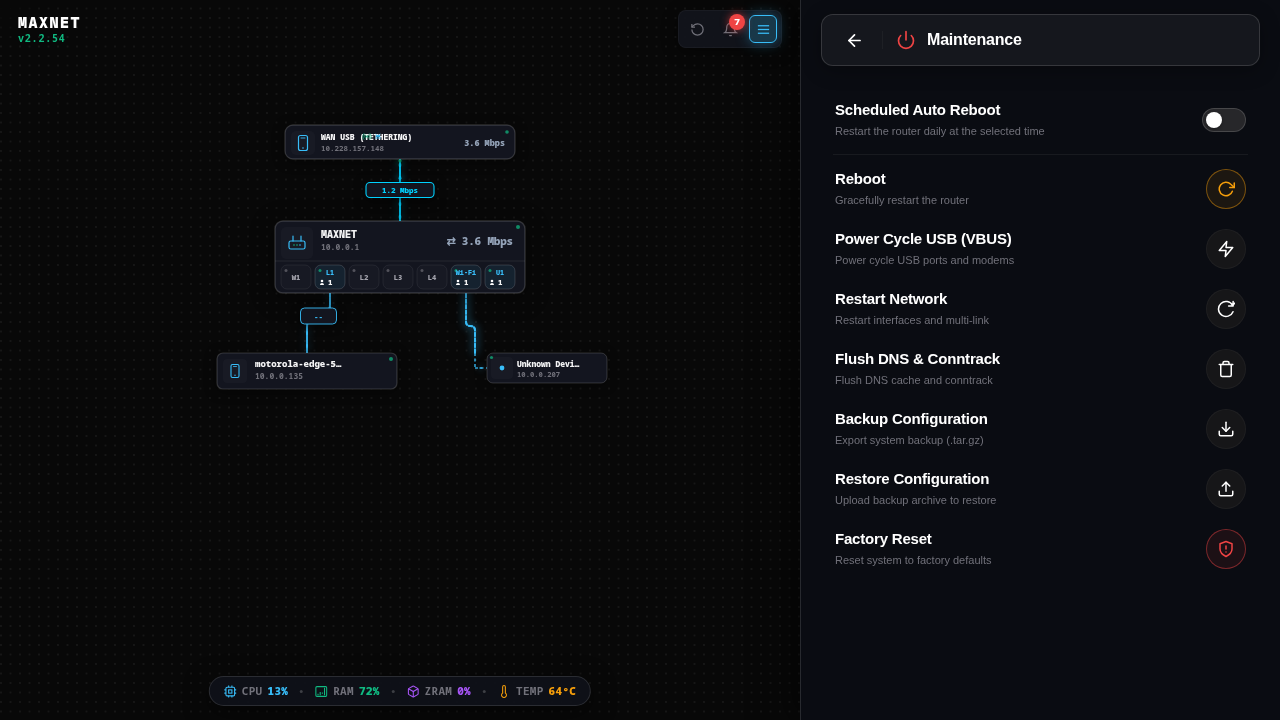 MAXNET
v2.2.54
7
WAN USB (TETHERING)
10.228.157.148
3.6 Mbps
1.2 Mbps
MAXNET
10.0.0.1
⇄ 3.6 Mbps
W1
L1
1
L2
L3
L4
Wi-Fi
1
U1
1
--
motorola-edge-5…
10.0.0.135
Unknown Devi…
10.0.0.207
CPU 13% • RAM 72% • ZRAM 0% • TEMP 64°C
Maintenance
Scheduled Auto Reboot
Restart the router daily at the selected time
Reboot
Gracefully restart the router
Power Cycle USB (VBUS)
Power cycle USB ports and modems
Restart Network
Restart interfaces and multi-link
Flush DNS & Conntrack
Flush DNS cache and conntrack
Backup Configuration
Export system backup (.tar.gz)
Restore Configuration
Upload backup archive to restore
Factory Reset
Reset system to factory defaults